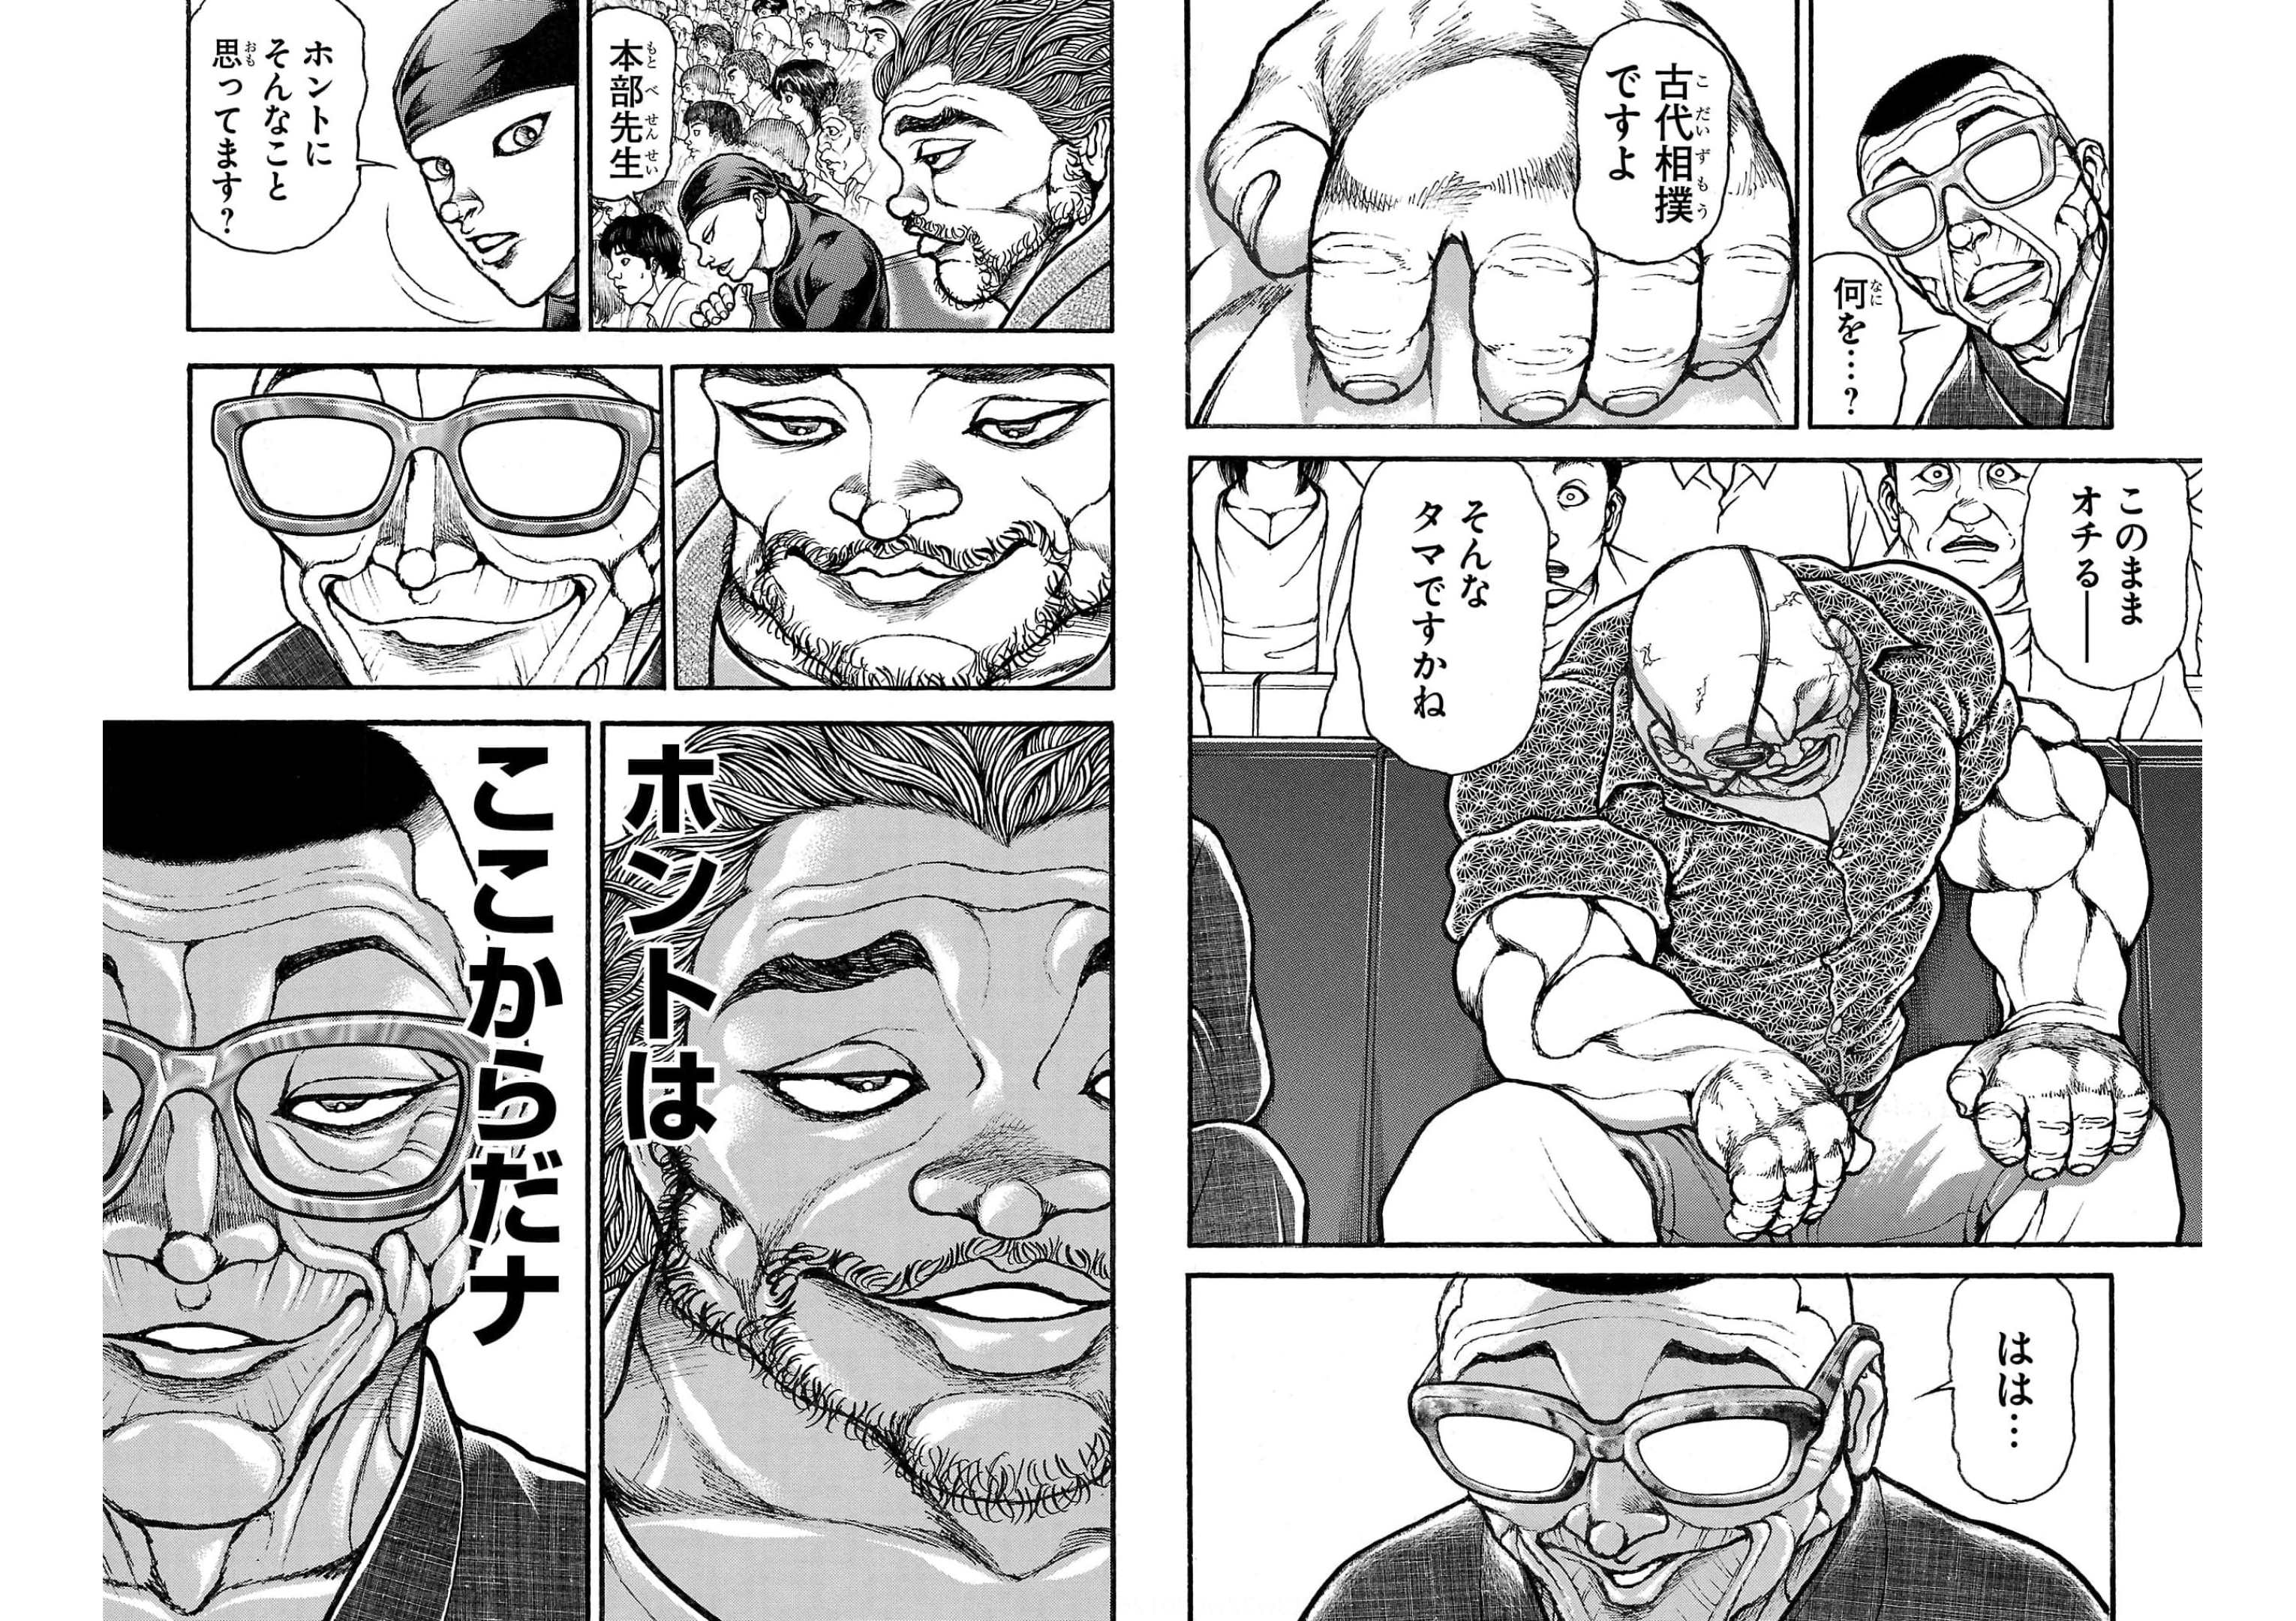 何を…?
古代相撲
ですよ
このまま
オチる――
そんな
タマですかね
はは…
本部先生
ホントに
そんなこと
思ってます?
ホントは
ここからだナ